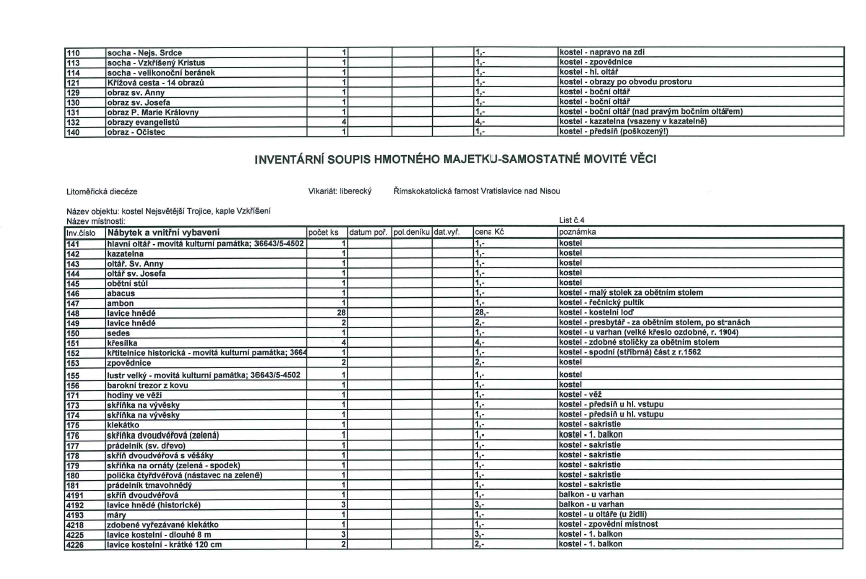 110 socha - Nejs. Srdce 1 1,- kostel - napravo na zdi
113 socha - Vzkříšený Kristus 1 1,- kostel - zpovědnice
114 socha - velikonoční beránek 1 1,- kostel - hl. oltář
121 Křížová cesta - 14 obrazů 1 1,- kostel - obrazy po obvodu prostoru
129 obraz sv. Anny 1 1,- kostel - boční oltář
130 obraz sv. Josefa 1 1,- kostel - boční oltář
131 obraz P. Marie Královny 1 1,- kostel - boční oltář (nad pravým bočním oltářem)
132 obrazy evangelistů 4 4,- kostel - kazatelna (vsazeny v kazatelně)
140 obraz - Očistec 1 1,- kostel - předsíň (poškozený!)
INVENTÁRNÍ SOUPIS HMOTNÉHO MAJETKU-SAMOSTATNÉ MOVITÉ VĚCI
Litoměřická diecéze Vikariát: liberecký Římskokatolická farnost Vratislavice nad Nisou
Název objektu: kostel Nejsvětější Trojice, kaple Vzkříšení
Název místnosti: List č.4
Inv.číslo Nábytek a vnitřní vybavení počet ks datum poř. pol.deníku dat.vyř. cena Kč poznámka
141 hlavní oltář - movitá kulturní památka; 36643/5-4502 1 1,- kostel
142 kazatelna 1 1,- kostel
143 oltář. Sv. Anny 1 1,- kostel
144 oltář sv. Josefa 1 1,- kostel
145 obětní stůl 1 1,- kostel
146 abacus 1 1,- kostel - malý stolek za obětním stolem
147 ambon 1 1,- kostel - řečnický pultík
148 lavice hnědé 28 28,- kostel - kostelní loď
149 lavice hnědé 2 2,- kostel - presbytář - za obětním stolem, po stranách
150 sedes 1 1,- kostel - u varhan (velké křeslo ozdobné, r. 1904)
151 křesílka 4 4,- kostel - zdobné stoličky za obětním stolem
152 křtitelnice historická - movitá kulturní památka; 3664 1 1,- kostel - spodní (stříbrná) část z r.1562
153 zpovědnice 2 2,- kostel
155 lustr velký - movitá kulturní památka; 36643/5-4502 1 1,- kostel
156 barokní trezor z kovu 1 1,- kostel
171 hodiny ve věži 1 1,- kostel - věž
173 skříňka na vývěsky 1 1,- kostel - předsíň u hl. vstupu
174 skříňka na vývěsky 1 1,- kostel - předsíň u hl. vstupu
175 klekátko 1 1,- kostel - sakristie
176 skříňka dvoudvéřová (zelená) 1 1,- kostel - 1. balkon
177 prádelník (sv. dřevo) 1 1,- kostel - sakristie
178 skříň dvoudvéřová s věšáky 1 1,- kostel - sakristie
179 skříňka na ornáty (zelená - spodek) 1 1,- kostel - sakristie
180 polička čtyřdvéřová (nástavec na zeleně) 1 1,- kostel - sakristie
181 prádelník tmavohnědý 1 1,- kostel - sakristie
4191 skříň dvoudvéřová 1 1,- balkon - u varhan
4192 lavice hnědé (historické) 3 3,- balkon - u varhan
4193 máry 1 1,- kostel - u oltáře (u židlí)
4218 zdobené vyřezávané klekátko 1 1,- kostel - zpovědní místnost
4225 lavice kostelní - dlouhé 8 m 3 3,- kostel - 1. balkon
4226 lavice kostelní - krátké 120 cm 2 2,- kostel - 1. balkon